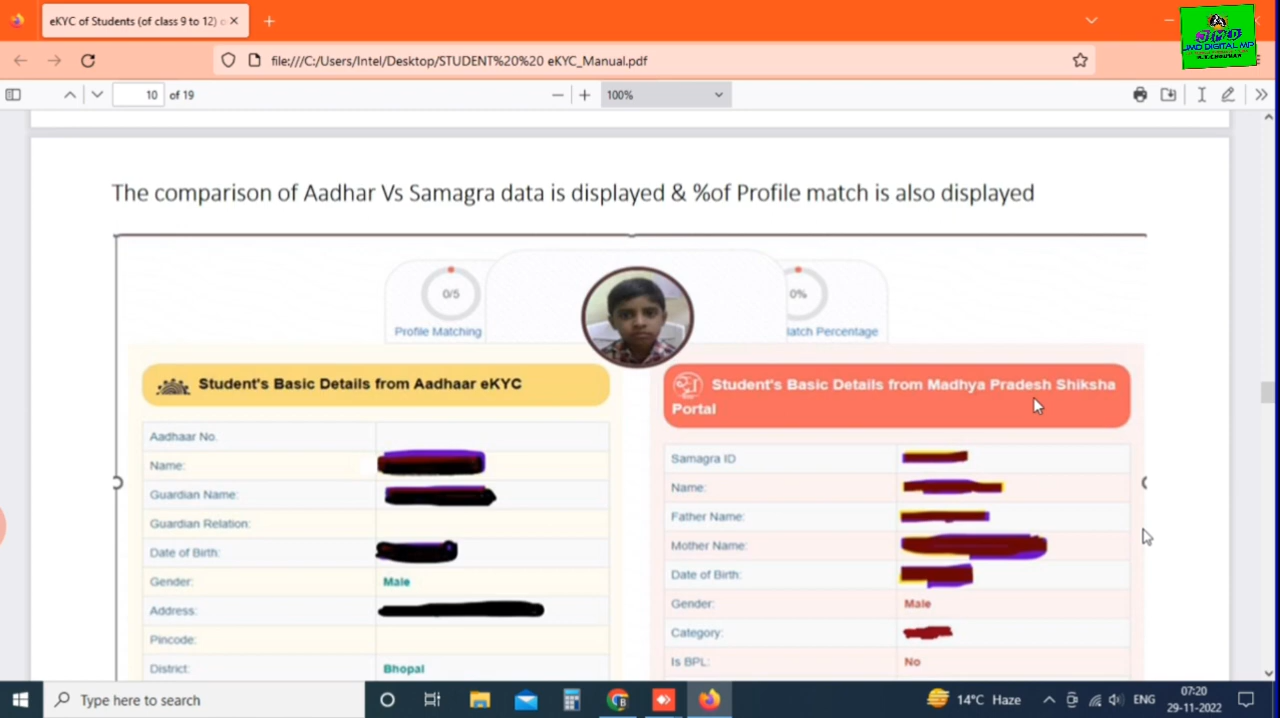 eKYC of Students (of class 9 to 12)
JMD
JMD DIGITAL MP
file:///C:/Users/Intel/Desktop/STUDENT%20%20 eKYC_Manual.pdf
10 of 19
100%
The comparison of Aadhar Vs Samagra data is displayed & %of Profile match is also displayed
0/5
0%
Profile Matching
latch Percentage
Student's Basic Details from Aadhaar eKYC
Student's Basic Details from Madhya Pradesh Shiksha
Portal
Aadhaar No.
Name:
Guardian Name:
Guardian Relation:
Date of Birth:
Gender: Male
Address:
Pincode:
District: Bhopal
Samagra ID
Name:
Father Name:
Mother Name:
Date of Birth:
Gender: Male
Category:
Is BPL: No
Type here to search
14°C Haze
ENG
07:20
29-11-2022